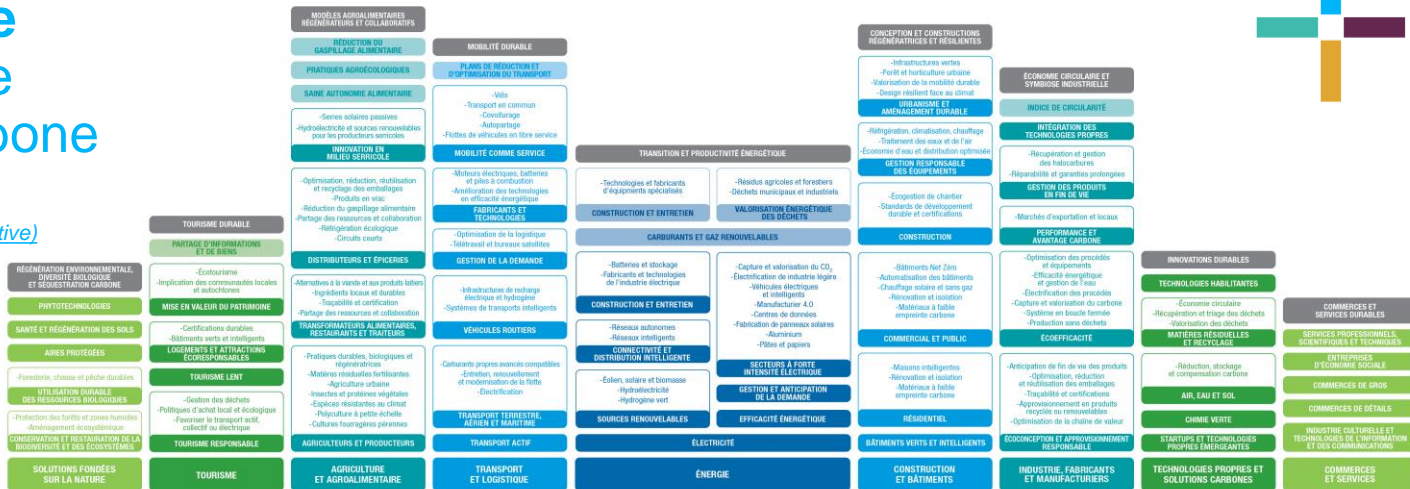 e
e
bone
tive)
RÉGÉNÉRATION ENVIRONNEMENTALE,
DIVERSITÉ BIOLOGIQUE
ET SÉQUESTRATION CARBONE
PHYTOTECHNOLOGIES
SANTÉ ET RÉGÉNÉRATION DES SOLS
AIRES PROTÉGÉES
-Foresterie, chasse et pêche durables
UTILISATION DURABLE
DES RESSOURCES BIOLOGIQUES
-Protection des forêts et zones humides
-Aménagement écosystémique
CONSERVATION ET RESTAURATION DE LA
BIODIVERSITÉ ET DES ÉCOSYSTÈMES
SOLUTIONS FONDÉES
SUR LA NATURE
TOURISME DURABLE
PARTAGE D'INFORMATIONS
ET DE BIENS
-Écotourisme
-Implication des communautés locales
et autochtones
MISE EN VALEUR DU PATRIMOINE
-Certifications durables
-Bâtiments verts et intelligents
LOGEMENTS ET ATTRACTIONS
ÉCORESPONSABLES
TOURISME LENT
-Gestion des déchets
-Politiques d'achat local et écologique
-Favoriser le transport actif,
collectif ou électrique
TOURISME RESPONSABLE
TOURISME
MODÈLES AGROALIMENTAIRES
RÉGÉNÉRATEURS ET COLLABORATIFS
RÉDUCTION DU
GASPILLAGE ALIMENTAIRE
PRATIQUES AGROÉCOLOGIQUES
SAINE AUTONOMIE ALIMENTAIRE
-Serres solaires passives
-Hydroélectricité et sources renouvelables
pour les producteurs serricoles
INNOVATION EN
MILIEU SERRICOLE
-Optimisation, réduction, réutilisation
et recyclage des emballages
-Produits en vrac
-Réduction du gaspillage alimentaire
-Partage des ressources et collaboration
-Réfrigération écologique
-Circuits courts
DISTRIBUTEURS ET ÉPICERIES
-Alternatives à la viande et aux produits laitiers
-Ingrédients locaux et durables
-Traçabilité et certification
-Partage des ressources et collaboration
TRANSFORMATEURS ALIMENTAIRES,
RESTAURANTS ET TRAITEURS
-Pratiques durables, biologiques et
régénératrices
-Matières résiduelles fertilisantes
-Agriculture urbaine
-Insectes et protéines végétales
-Espèces résistantes au climat
-Polyculture à petite échelle
-Cultures fourragères pérennes
AGRICULTEURS ET PRODUCTEURS
AGRICULTURE
ET AGROALIMENTAIRE
MOBILITÉ DURABLE
PLANS DE RÉDUCTION ET
D'OPTIMISATION DU TRANSPORT
-Vélo
-Transport en commun
-Covoiturage
-Autopartage
-Flottes de véhicules en libre service
MOBILITÉ COMME SERVICE
-Moteurs électriques, batteries
et piles à combustion
-Amélioration des technologies
en efficacité énergétique
FABRICANTS ET
TECHNOLOGIES
-Optimisation de la logistique
-Télétravail et bureaux satellites
GESTION DE LA DEMANDE
-Infrastructures de recharge
électrique et hydrogène
-Systèmes de transports intelligents
VÉHICULES ROUTIERS
-Carburants propres avancés compatibles
-Entretien, renouvellement
et modernisation de la flotte
-Électrification
TRANSPORT TERRESTRE,
AÉRIEN ET MARITIME
TRANSPORT ACTIF
TRANSPORT
ET LOGISTIQUE
TRANSITION ET PRODUCTIVITÉ ÉNERGÉTIQUE
-Technologies et fabricants
d'équipements spécialisés
CONSTRUCTION ET ENTRETIEN
-Résidus agricoles et forestiers
-Déchets municipaux et industriels
VALORISATION ÉNERGÉTIQUE
DES DÉCHETS
CARBURANTS ET GAZ RENOUVELABLES
-Batteries et stockage
-Fabricants et technologies
de l'industrie électrique
CONSTRUCTION ET ENTRETIEN
-Réseaux autonomes
-Réseaux intelligents
CONNECTIVITÉ ET
DISTRIBUTION INTELLIGENTE
-Éolien, solaire et biomasse
-Hydroélectricité
-Hydrogène vert
SOURCES RENOUVELABLES
-Capture et valorisation du CO₂
-Électrification de industrie légère
-Véhicules électriques
et intelligents
-Manufacturier 4.0
-Centres de données
-Fabrication de panneaux solaires
-Aluminium
-Pâtes et papiers
SECTEURS À FORTE
INTENSITÉ ÉLECTRIQUE
GESTION ET ANTICIPATION
DE LA DEMANDE
EFFICACITÉ ÉNERGÉTIQUE
ÉLECTRICITÉ
ÉNERGIE
CONCEPTION ET CONSTRUCTIONS
RÉGÉNÉRATRICES ET RÉSILIENTES
-Infrastructures vertes
-Forêt et horticulture urbaine
-Valorisation de la mobilité durable
-Design résilient face au climat
URBANISME ET
AMÉNAGEMENT DURABLE
-Réfrigération, climatisation, chauffage
-Traitement des eaux et de l'air
-Économie d'eau et distribution optimisée
GESTION RESPONSABLE
DES ÉQUIPEMENTS
-Écogestion de chantier
-Standards de développement
durable et certifications
CONSTRUCTION
-Bâtiments Net Zéro
-Automatisation des bâtiments
-Chauffage solaire et sans gaz
-Rénovation et isolation
-Matériaux à faible
empreinte carbone
COMMERCIAL ET PUBLIC
-Maisons intelligentes
-Rénovation et isolation
-Matériaux à faible
empreinte carbone
RÉSIDENTIEL
BÂTIMENTS VERTS ET INTELLIGENTS
CONSTRUCTION
ET BÂTIMENTS
ÉCONOMIE CIRCULAIRE ET
SYMBIOSE INDUSTRIELLE
INDICE DE CIRCULARITÉ
INTÉGRATION DES
TECHNOLOGIES PROPRES
-Récupération et gestion
des halocarbures
-Réparabilité et garanties prolongées
GESTION DES PRODUITS
EN FIN DE VIE
-Marchés d'exportation et locaux
PERFORMANCE ET
AVANTAGE CARBONE
-Optimisation des procédés
et équipements
-Efficacité énergétique
et gestion de l'eau
-Électrification des procédés
-Capture et valorisation du carbone
-Système en boucle fermée
-Production sans déchets
ÉCOEFFICACITÉ
-Anticipation de fin de vie des produits
-Optimisation, réduction
et réutilisation des emballages
-Traçabilité et certifications
-Approvisionnement en produits
recyclés ou renouvelables
-Optimisation de la chaîne de valeur
ÉCOCONCEPTION ET APPROVISIONNEMENT
RESPONSABLE
INDUSTRIE, FABRICANTS
ET MANUFACTURIERS
INNOVATIONS DURABLES
TECHNOLOGIES HABILITANTES
-Économie circulaire
-Récupération et triage des déchets
-Valorisation des déchets
MATIÈRES RÉSIDUELLES
ET RECYCLAGE
-Réduction, stockage
et compensation carbone
AIR, EAU ET SOL
CHIMIE VERTE
STARTUPS ET TECHNOLOGIES
PROPRES ÉMERGEANTES
TECHNOLOGIES PROPRES ET
SOLUTIONS CARBONES
COMMERCES ET
SERVICES DURABLES
SERVICES PROFESSIONNELS,
SCIENTIFIQUES ET TECHNIQUES
ENTREPRISES
D'ÉCONOMIE SOCIALE
COMMERCES DE GROS
COMMERCES DE DÉTAILS
INDUSTRIE CULTURELLE ET
TECHNOLOGIES DE L'INFORMATION
ET DES COMMUNICATIONS
COMMERCES
ET SERVICES